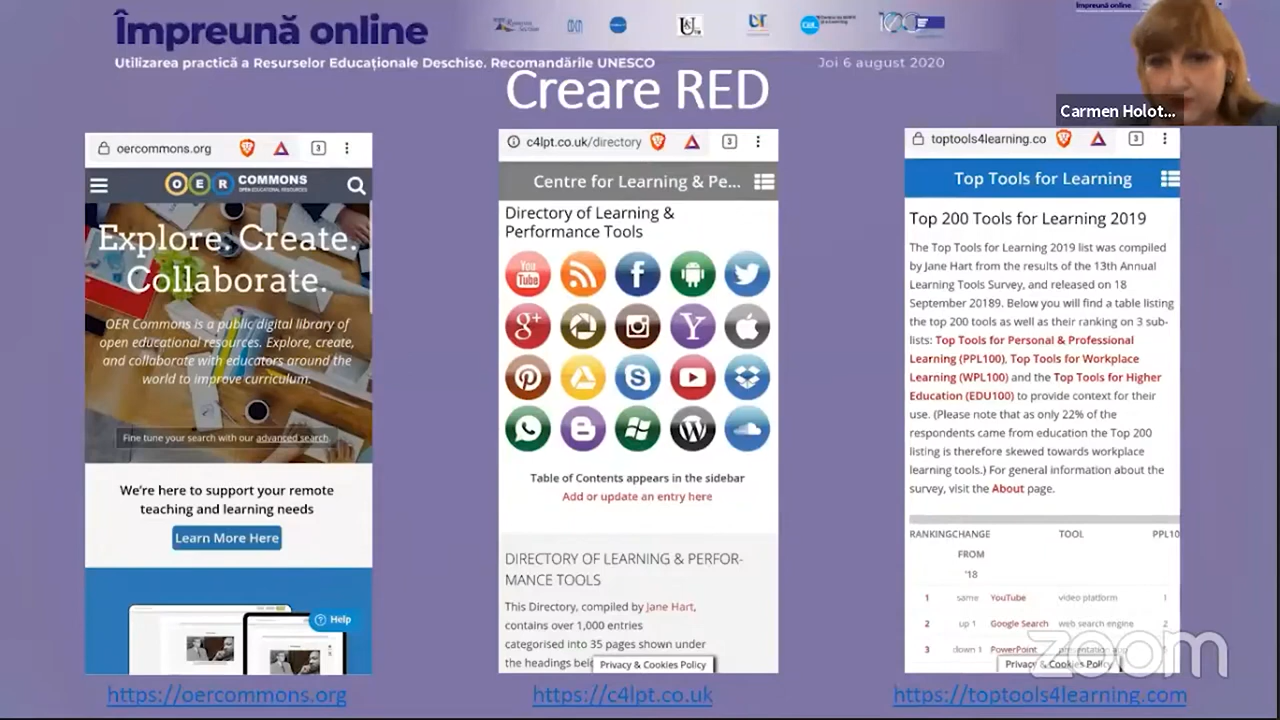 Împreună online
Utilizarea practică a Resurselor Educaționale Deschise. Recomandările UNESCO
Joi 6 august 2020
Împreună online
Carmen Holot...
Creare RED
oercommons.org
3
OER COMMONS
OPEN EDUCATIONAL RESOURCES
Explore. Create.
Collaborate.
OER Commons is a public digital library of
open educational resources. Explore, create,
and collaborate with educators around the
world to improve curriculum.
Fine tune your search with our advanced search.
We're here to support your remote
teaching and learning needs
Learn More Here
Help
https://oercommons.org
c4lpt.co.uk/directory
3
Centre for Learning & Pe...
Directory of Learning &
Performance Tools
You
Tube
Table of Contents appears in the sidebar
Add or update an entry here
DIRECTORY OF LEARNING & PERFOR-
MANCE TOOLS
This Directory, compiled by Jane Hart,
contains over 1,000 entries
categorised into 35 pages shown under
the headings
Privacy & Cookies Policy
https://c4lpt.co.uk
toptools4learning.co
3
Top Tools for Learning
Top 200 Tools for Learning 2019
The Top Tools for Learning 2019 list was compiled
by Jane Hart from the results of the 13th Annual
Learning Tools Survey, and released on 18
September 20189. Below you will find a table listing
the top 200 tools as well as their ranking on 3 sub-
lists: Top Tools for Personal & Professional
Learning (PPL100), Top Tools for Workplace
Learning (WPL100) and the Top Tools for Higher
Education (EDU100) to provide context for their
use. (Please note that as only 22% of the
respondents came from education the Top 200
listing is therefore skewed towards workplace
learning tools.) For general information about the
survey, visit the About page.
RANKING CHANGE TOOL PPL10
FROM
'18
1 same YouTube video platform 1
2 up 1 Google Search web search engine 2
3 down 1 PowerPoint presentation app
Privacy & Cookies Policy
zoom
https://toptools4learning.com